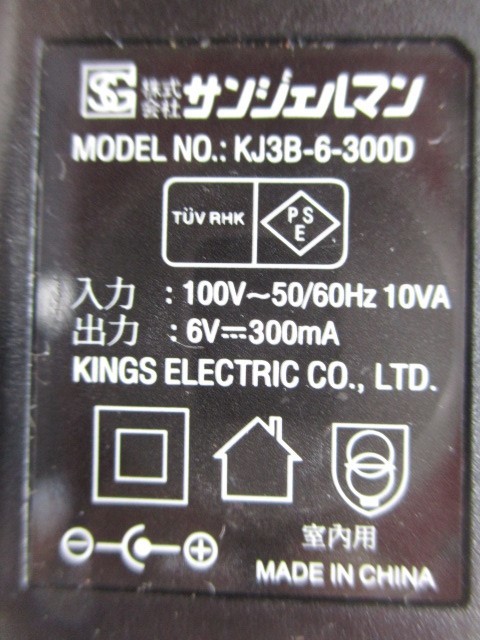 SG 株式会社 サンジェルマン
MODEL NO.: KJ3B-6-300D
TÜV RHK
PSE
入力 : 100V～50/60Hz 10VA
出力 : 6V⎓300mA
KINGS ELECTRIC CO., LTD.
室内用
MADE IN CHINA